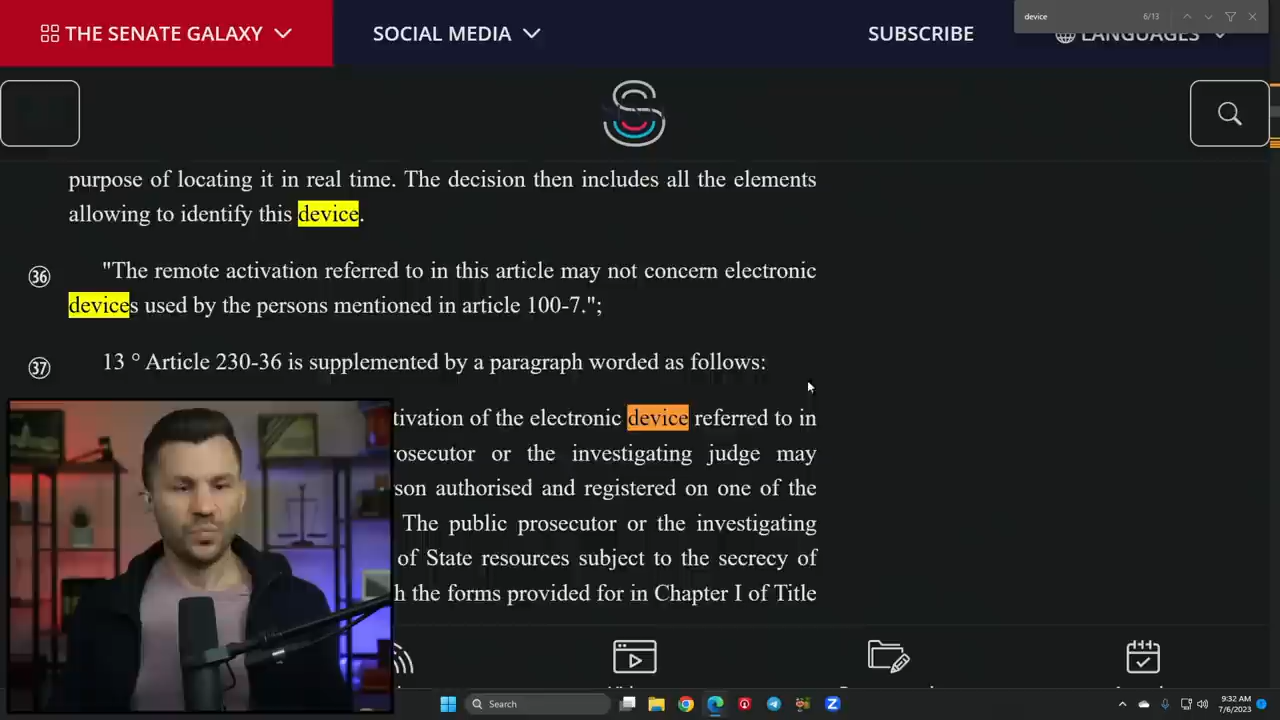 THE SENATE GALAXY
SOCIAL MEDIA
SUBSCRIBE
LANGUAGES
device
6/13
purpose of locating it in real time. The decision then includes all the elements
allowing to identify this device.
36
"The remote activation referred to in this article may not concern electronic
devices used by the persons mentioned in article 100-7.";
37
13 ° Article 230-36 is supplemented by a paragraph worded as follows:
of the electronic device referred to in
or the investigating judge may
authorised and registered on one of the
The public prosecutor or the investigating
of State resources subject to the secrecy of
the forms provided for in Chapter I of Title
Search
9:32 AM
7/6/2023